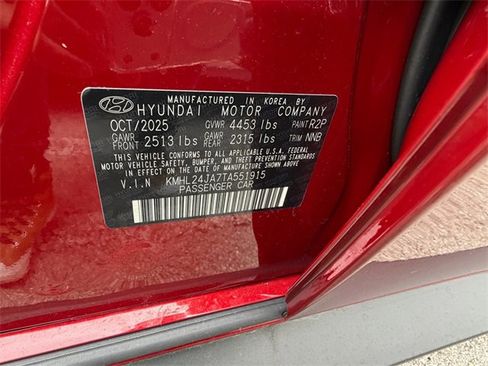 MANUFACTURED IN KOREA BY
HYUNDAI MOTOR COMPANY
OCT/2025 GVWR 4453 lbs PAINT R2P
GAWR FRONT 2513 lbs GAWR REAR 2315 lbs TRIM NNB
THIS VEHICLE CONFORMS TO ALL APPLICABLE U.S.A. FEDERAL
MOTOR VEHICLE SAFETY, BUMPER, AND THEFT PREVENTION
STANDARDS IN EFFECT ON THE DATE OF MANUFACTURE SHOWN ABOVE.
V.I.N KMHL24JA7TA551915
PASSENGER CAR